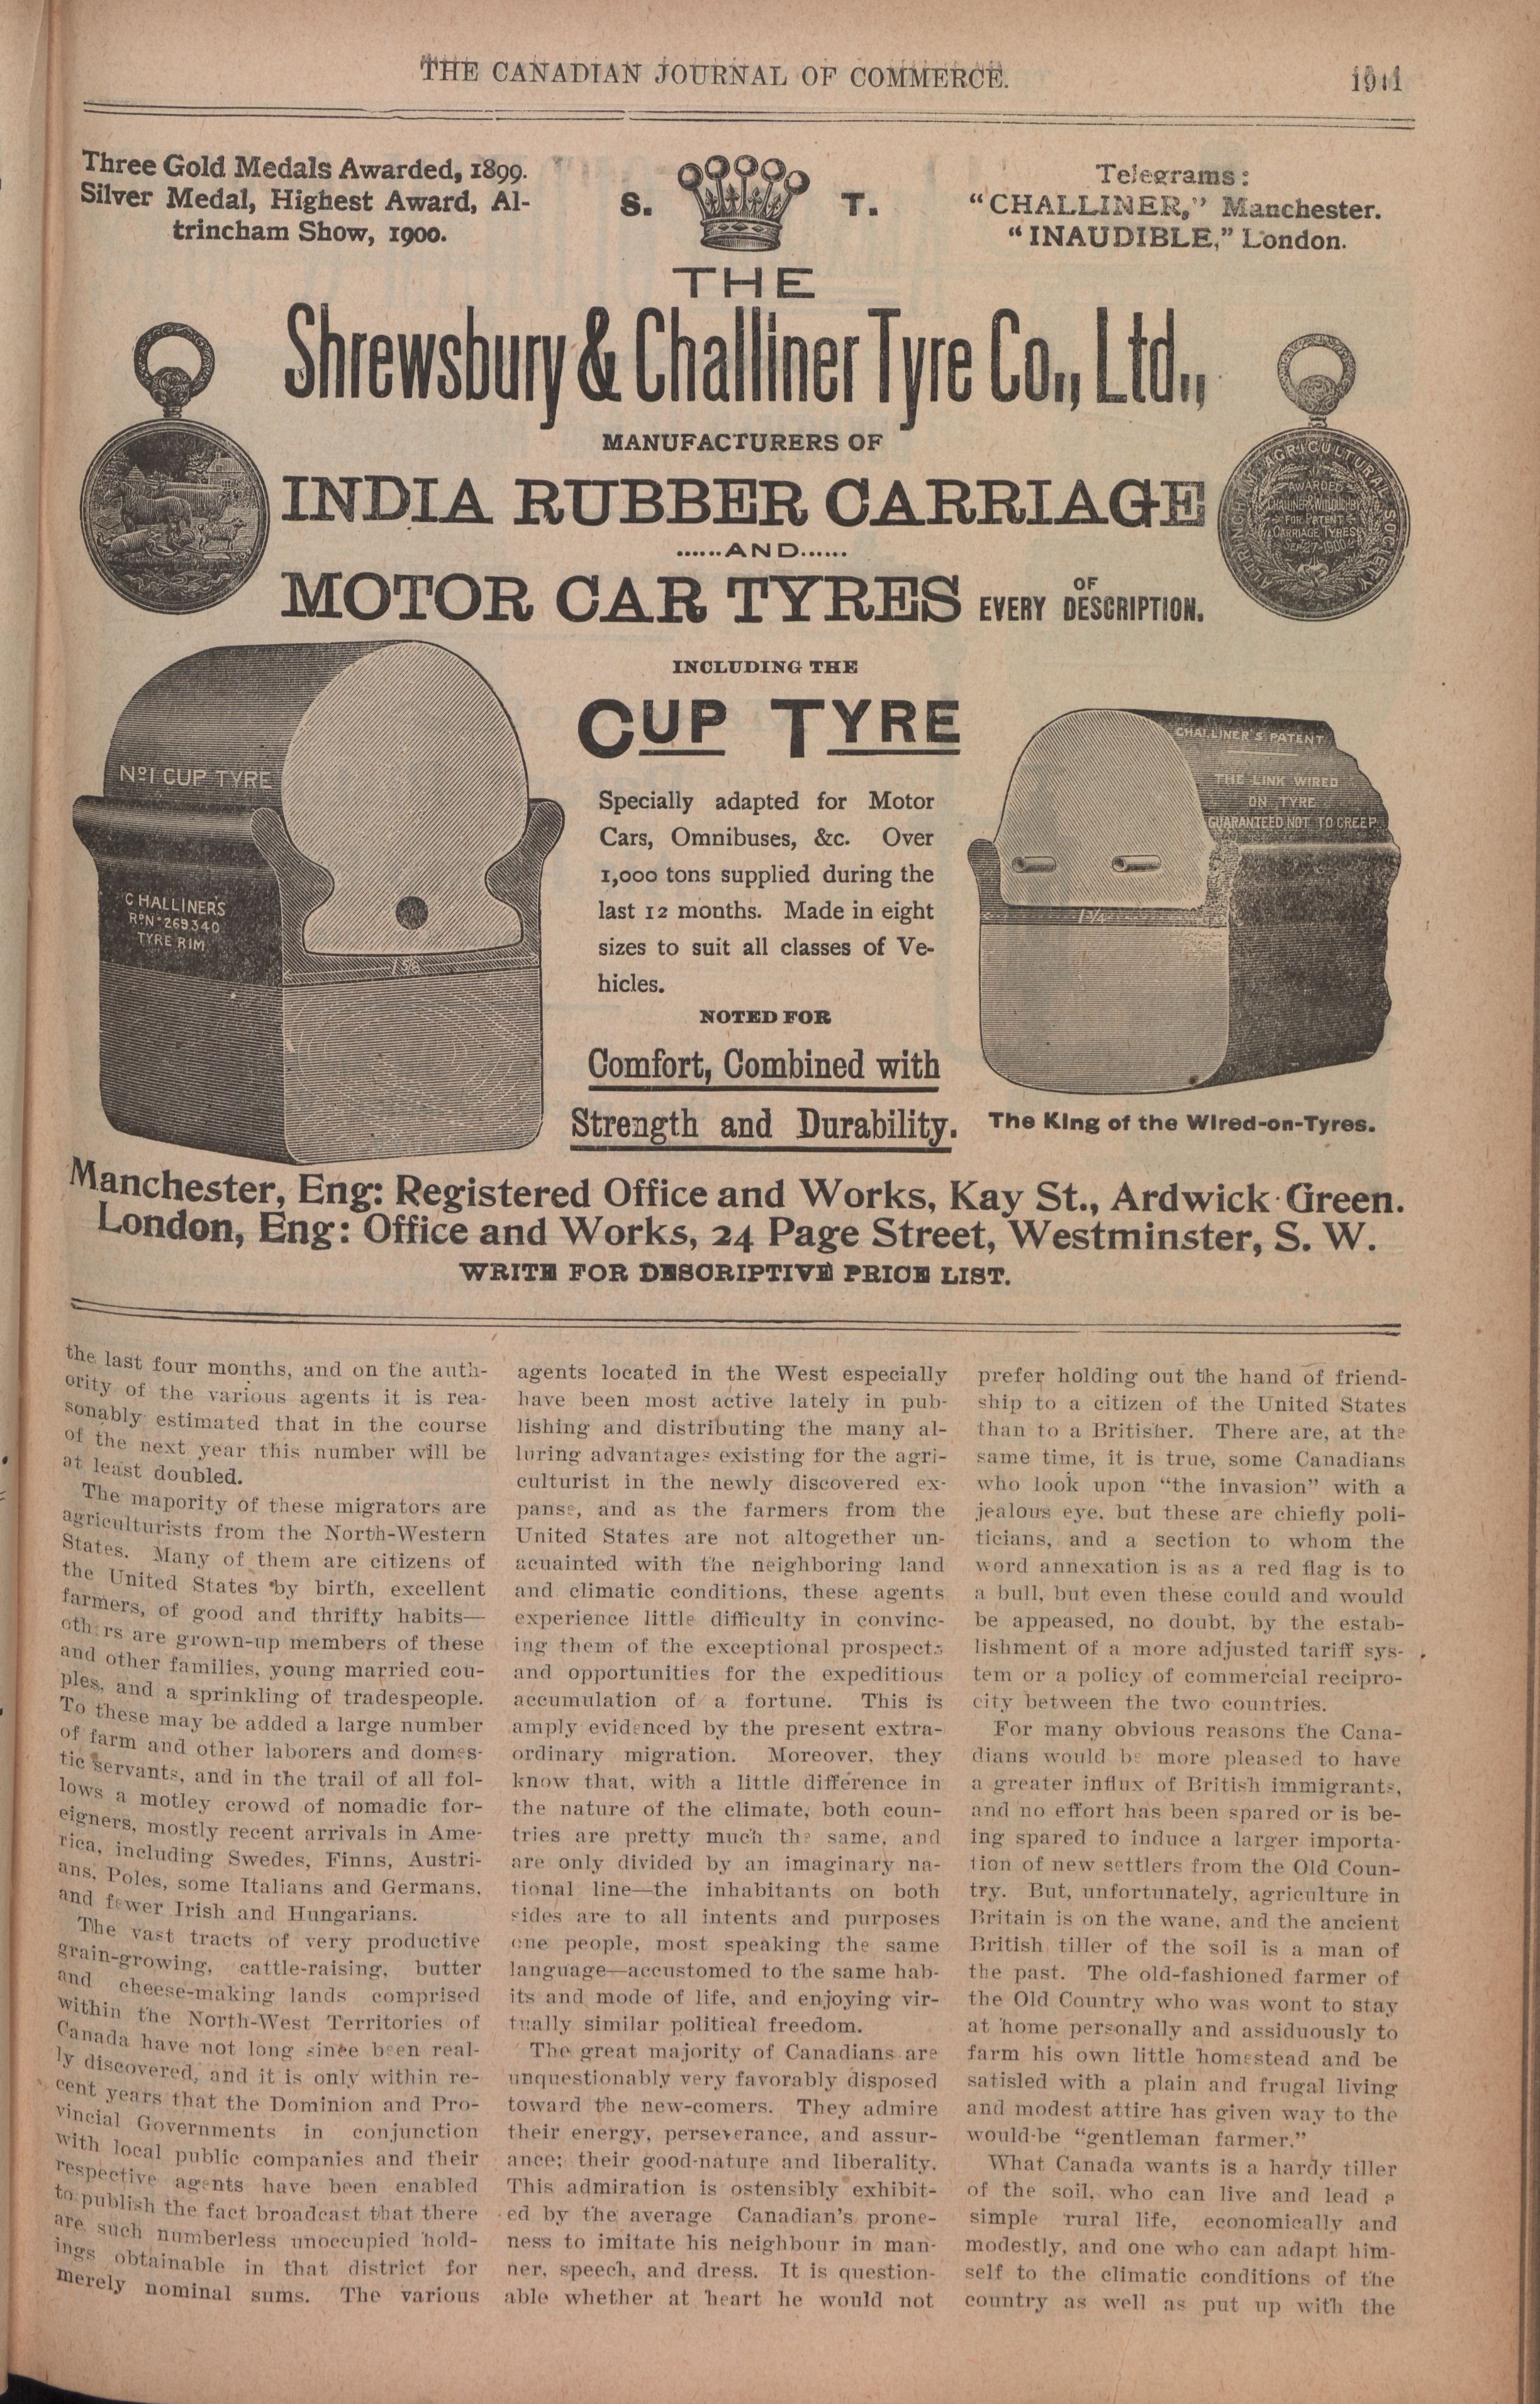 THE CANADIAN JOURNAL OF COMMERCE.
1911
Three Gold Medals Awarded, 1899.
Silver Medal, Highest Award, Al-
trincham Show, 1900.
S. T.
Telegrams:
"CHALLINER," Manchester.
"INAUDIBLE," London.
THE
Shrewsbury & Challiner Tyre Co., Ltd.,
MANUFACTURERS OF
INDIA RUBBER CARRIAGE
......AND......
MOTOR CAR TYRES EVERY OF DESCRIPTION.
ALTRINCHAM AGRICULTURAL SOCIETY
AWARDED
CHALLINER & WILLOUGHBY
FOR PATENT
CARRIAGE TYRES
SEP 27-1900
INCLUDING THE
CUP TYRE
No 1 CUP TYRE
CHALLINERS
RD No 269340
TYRE RIM
1 5/8
Specially adapted for Motor
Cars, Omnibuses, &c. Over
1,000 tons supplied during the
last 12 months. Made in eight
sizes to suit all classes of Ve-
hicles.
NOTED FOR
Comfort, Combined with
Strength and Durability.
CHALLINER'S PATENT
THE LINK WIRED
ON TYRE
GUARANTEED NOT TO CREEP
1 1/4
The King of the Wired-on-Tyres.
Manchester, Eng: Registered Office and Works, Kay St., Ardwick Green.
London, Eng: Office and Works, 24 Page Street, Westminster, S. W.
WRITE FOR DESCRIPTIVE PRICE LIST.
the last four months, and on the auth-
ority of the various agents it is rea-
sonably estimated that in the course
of the next year this number will be
at least doubled.
The mapority of these migrators are
agriculturists from the North-Western
States. Many of them are citizens of
the United States by birth, excellent
farmers, of good and thrifty habits—
others are grown-up members of these
and other families, young married cou-
ples, and a sprinkling of tradespeople.
To these may be added a large number
of farm and other laborers and domes-
tic servants, and in the trail of all fol-
lows a motley crowd of nomadic for-
eigners, mostly recent arrivals in Ame-
rica, including Swedes, Finns, Austri-
ans, Poles, some Italians and Germans,
and fewer Irish and Hungarians.
The vast tracts of very productive
grain-growing, cattle-raising, butter
and cheese-making lands comprised
within the North-West Territories of
Canada have not long since been real-
ly discovered, and it is only within re-
cent years that the Dominion and Pro-
vincial Governments in conjunction
with local public companies and their
respective agents have been enabled
to publish the fact broadcast that there
are such numberless unoccupied hold-
ings obtainable in that district for
merely nominal sums. The various
agents located in the West especially
have been most active lately in pub-
lishing and distributing the many al-
luring advantages existing for the agri-
culturist in the newly discovered ex-
panse, and as the farmers from the
United States are not altogether un-
acuainted with the neighboring land
and climatic conditions, these agents
experience little difficulty in convinc-
ing them of the exceptional prospects
and opportunities for the expeditious
accumulation of a fortune. This is
amply evidenced by the present extra-
ordinary migration. Moreover, they
know that, with a little difference in
the nature of the climate, both coun-
tries are pretty much the same, and
are only divided by an imaginary na-
tional line—the inhabitants on both
sides are to all intents and purposes
one people, most speaking the same
language—accustomed to the same hab-
its and mode of life, and enjoying vir-
tually similar political freedom.
The great majority of Canadians are
unquestionably very favorably disposed
toward the new-comers. They admire
their energy, perseverance, and assur-
ance; their good-nature and liberality.
This admiration is ostensibly exhibit-
ed by the average Canadian's prone-
ness to imitate his neighbour in man-
ner, speech, and dress. It is question-
able whether at heart he would not
prefer holding out the hand of friend-
ship to a citizen of the United States
than to a Britisher. There are, at the
same time, it is true, some Canadians
who look upon "the invasion" with a
jealous eye, but these are chiefly poli-
ticians, and a section to whom the
word annexation is as a red flag is to
a bull, but even these could and would
be appeased, no doubt, by the estab-
lishment of a more adjusted tariff sys-
tem or a policy of commercial recipro-
city between the two countries.
For many obvious reasons the Cana-
dians would be more pleased to have
a greater influx of British immigrants,
and no effort has been spared or is be-
ing spared to induce a larger importa-
tion of new settlers from the Old Coun-
try. But, unfortunately, agriculture in
Britain is on the wane, and the ancient
British tiller of the soil is a man of
the past. The old-fashioned farmer of
the Old Country who was wont to stay
at home personally and assiduously to
farm his own little homestead and be
satisled with a plain and frugal living
and modest attire has given way to the
would-be "gentleman farmer."
What Canada wants is a hardy tiller
of the soil, who can live and lead a
simple rural life, economically and
modestly, and one who can adapt him-
self to the climatic conditions of the
country as well as put up with the